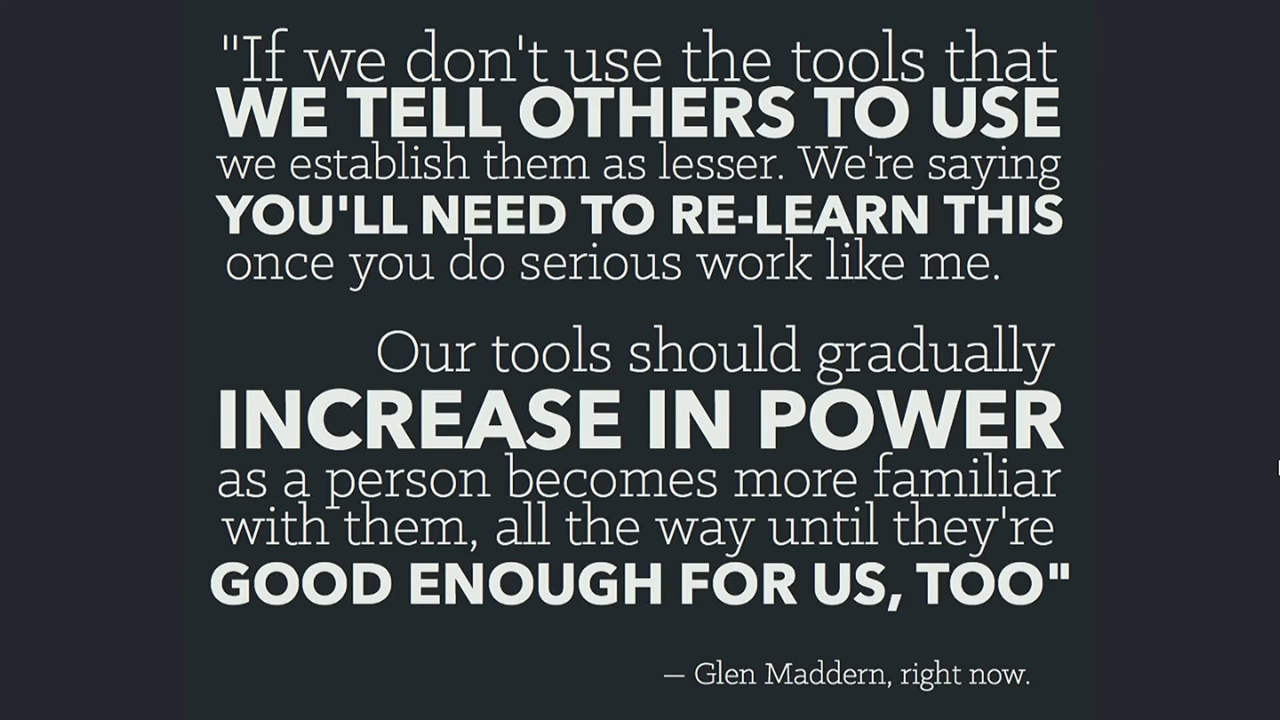 "If we don't use the tools that
WE TELL OTHERS TO USE
we establish them as lesser. We're saying
YOU'LL NEED TO RE-LEARN THIS
once you do serious work like me.
Our tools should gradually
INCREASE IN POWER
as a person becomes more familiar
with them, all the way until they're
GOOD ENOUGH FOR US, TOO"
— Glen Maddern, right now.